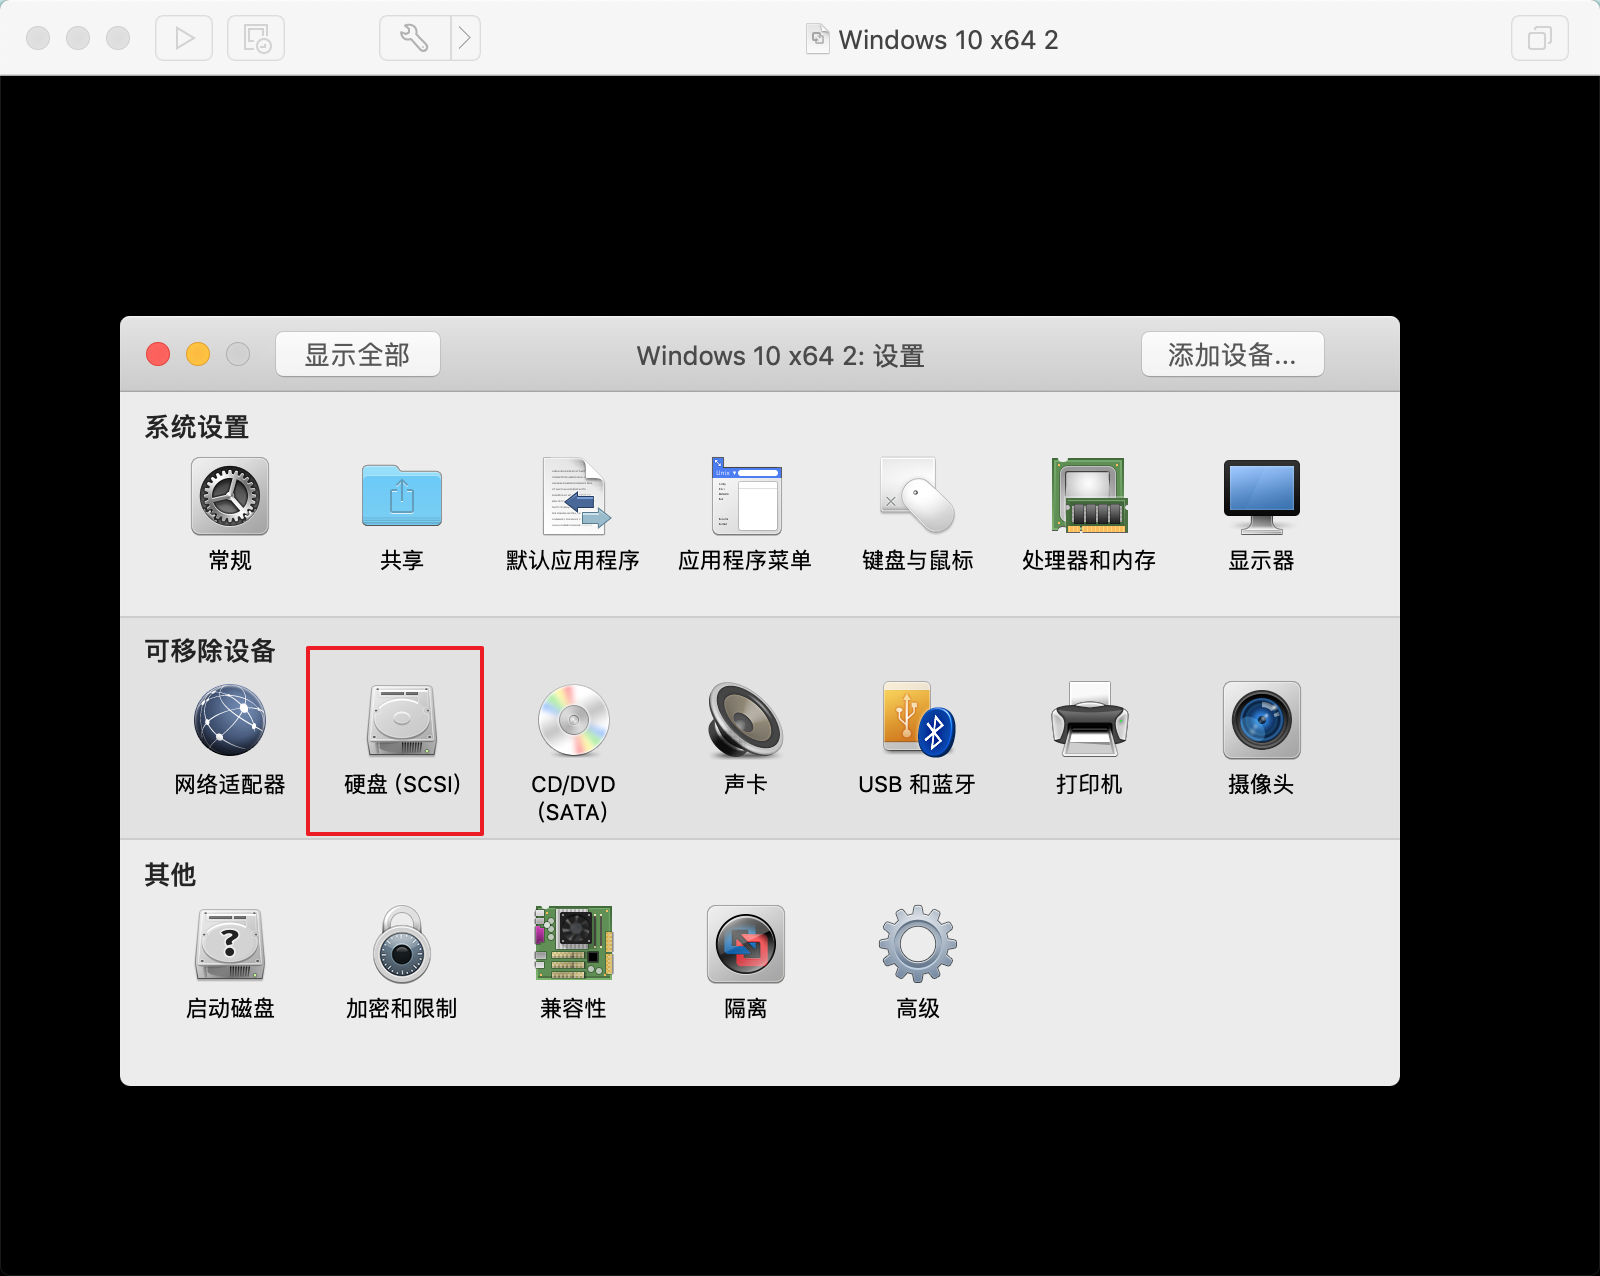 Windows 10 x64 2
显示全部
Windows 10 x64 2: 设置
添加设备...
系统设置
常规
共享
默认应用程序
应用程序菜单
键盘与鼠标
处理器和内存
显示器
可移除设备
网络适配器
硬盘 (SCSI)
CD/DVD
(SATA)
声卡
USB 和蓝牙
打印机
摄像头
其他
启动磁盘
加密和限制
兼容性
隔离
高级